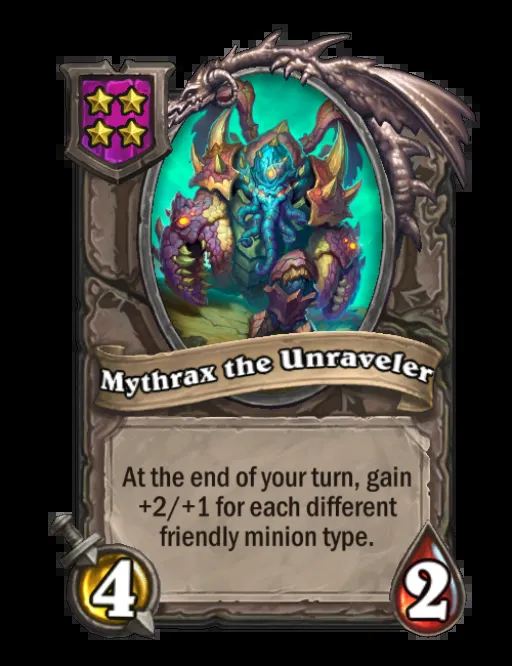 Mythrax the Unraveler
At the end of your turn, gain
+2/+1 for each different
friendly minion type.
4
2